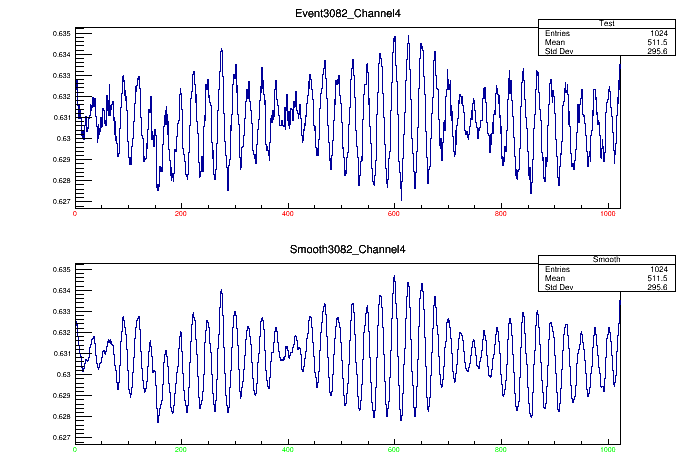 Event3082_Channel4
Test
Entries 1024
Mean 511.5
Std Dev 295.6
0.635
0.634
0.633
0.632
0.631
0.63
0.629
0.628
0.627
0 200 400 600 800 1000
Smooth3082_Channel4
Smooth
Entries 1024
Mean 511.5
Std Dev 295.6
0.635
0.634
0.633
0.632
0.631
0.63
0.629
0.628
0.627
0 200 400 600 800 1000